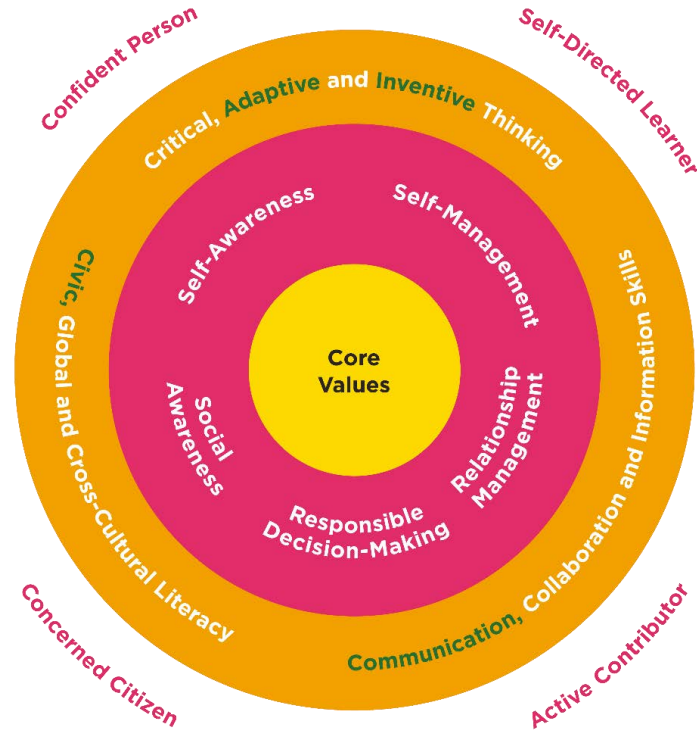 Confident Person
Self-Directed Learner
Critical, Adaptive and Inventive Thinking
Self-Awareness
Self-Management
Civic, Global and Cross-Cultural Literacy
Communication, Collaboration and Information Skills
Core
Values
Social
Awareness
Relationship
Management
Responsible
Decision-Making
Concerned Citizen
Active Contributor